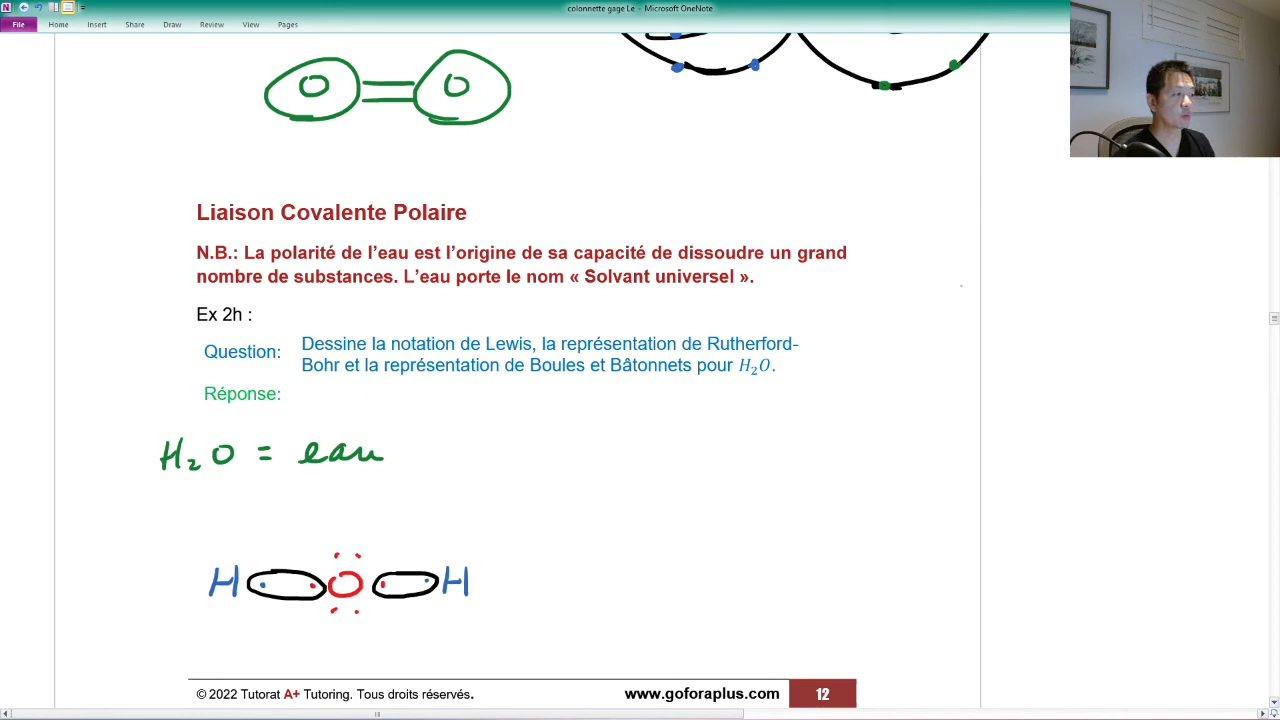 colonnette gage Le - Microsoft OneNote
File Home Insert Share Draw Review View Pages
O = O
Liaison Covalente Polaire
N.B.: La polarité de l'eau est l'origine de sa capacité de dissoudre un grand
nombre de substances. L'eau porte le nom « Solvant universel ».
Ex 2h :
Question: Dessine la notation de Lewis, la représentation de Rutherford-
Bohr et la représentation de Boules et Bâtonnets pour H₂O.
Réponse:
H₂O = eau
H O H
© 2022 Tutorat A+ Tutoring. Tous droits réservés. www.goforaplus.com 12